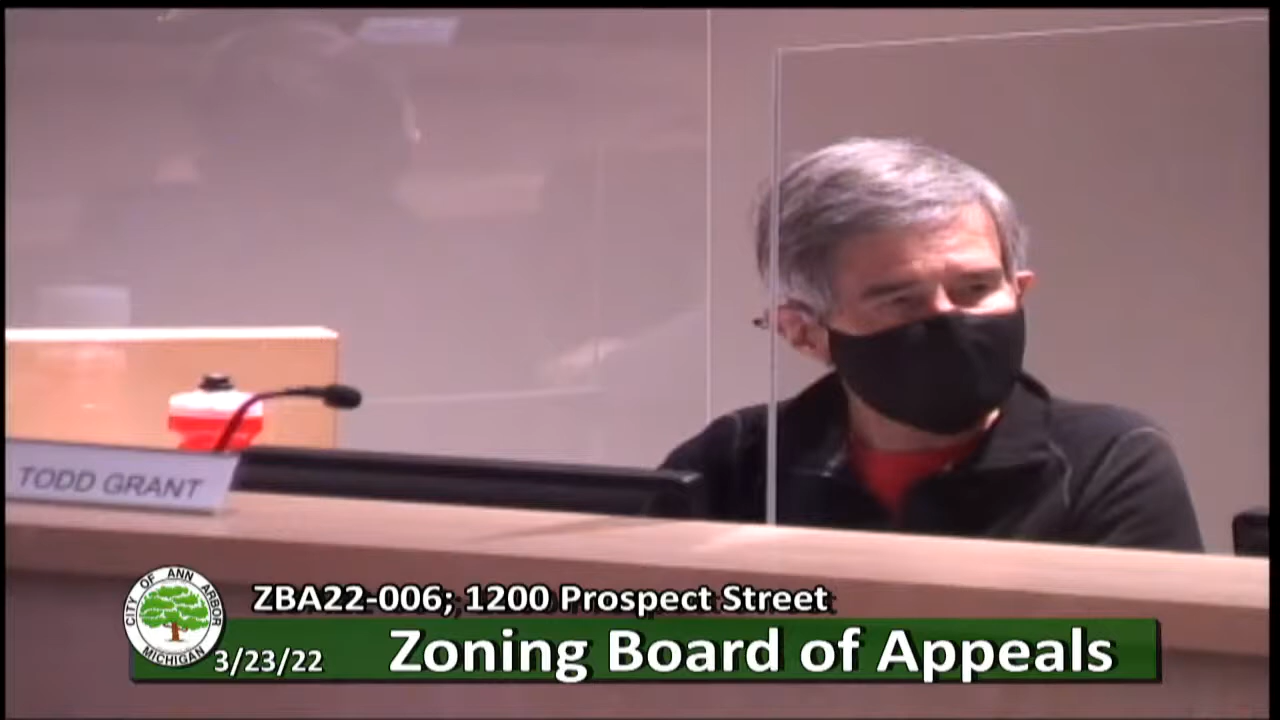 TODD GRANT
CITY OF ANN ARBOR
MICHIGAN
ZBA22-006; 1200 Prospect Street
3/23/22
Zoning Board of Appeals